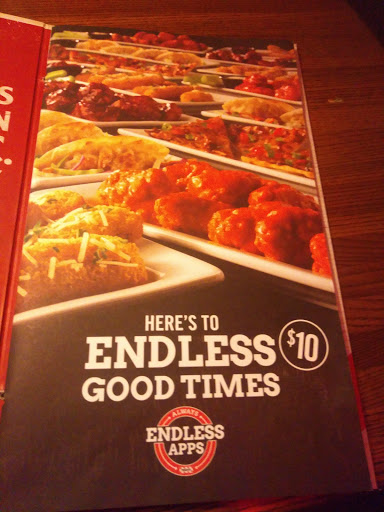 S
N
HERE'S TO
ENDLESS
$10
GOOD TIMES
ALWAYS
ENDLESS
APPS